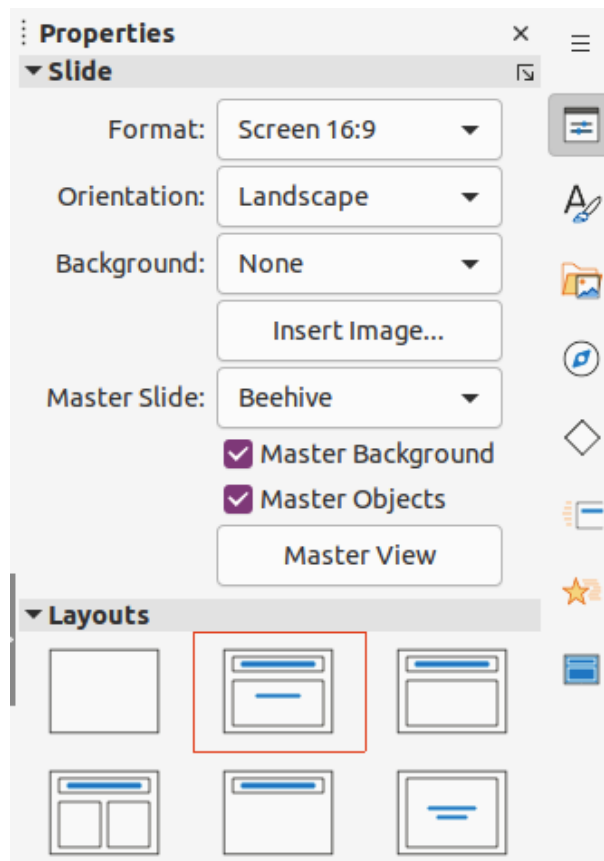 Properties
Slide
Format: Screen 16:9
Orientation: Landscape
Background: None
Insert Image...
Master Slide: Beehive
Master Background
Master Objects
Master View
Layouts